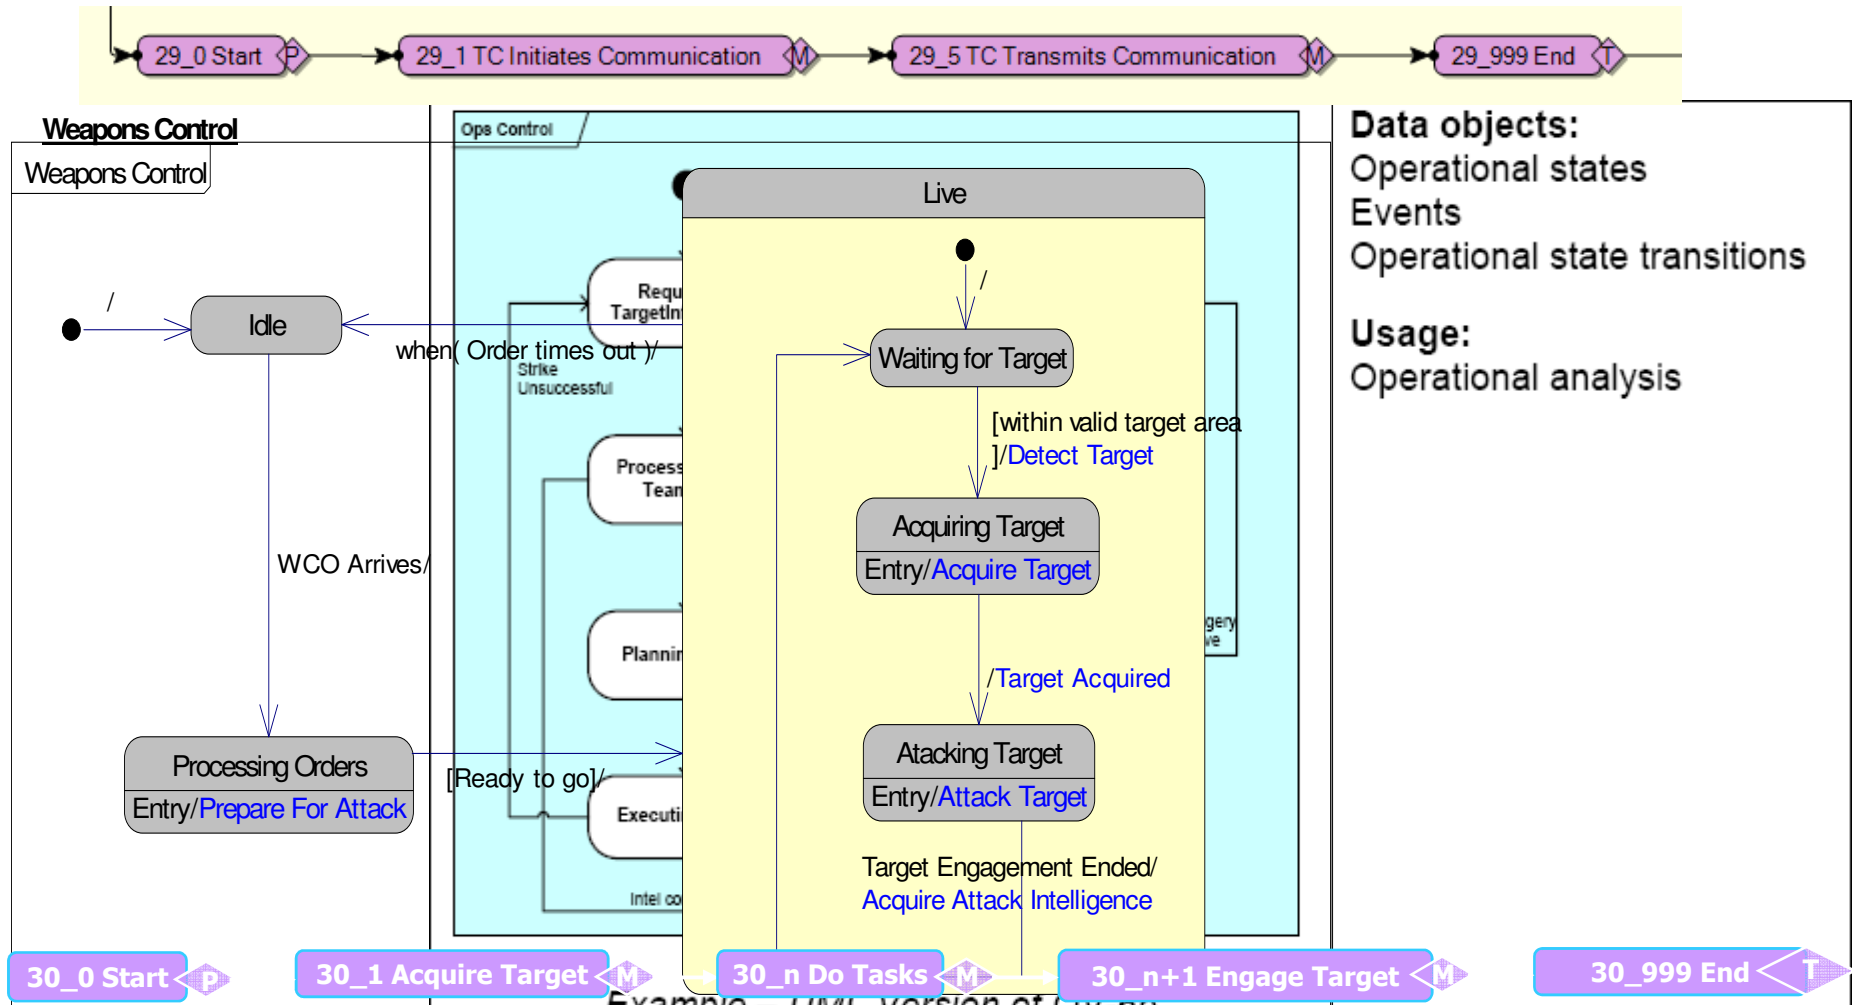 29_0 Start P
29_1 TC Initiates Communication M
29_5 TC Transmits Communication M
29_999 End T
Weapons Control
Weapons Control
Ops Control
Live
Data objects:
Operational states
Events
Operational state transitions
Usage:
Operational analysis
/
Idle
when( Order times out )/
Strike
Unsuccessful
/
Waiting for Target
[within valid target area
]/Detect Target
Acquiring Target
Entry/Acquire Target
WCO Arrives/
/Target Acquired
Processing Orders
Entry/Prepare For Attack
[Ready to go]/
Atacking Target
Entry/Attack Target
Target Engagement Ended/
Acquire Attack Intelligence
30_0 Start P
30_1 Acquire Target M
30_n Do Tasks M
30_n+1 Engage Target M
30_999 End T